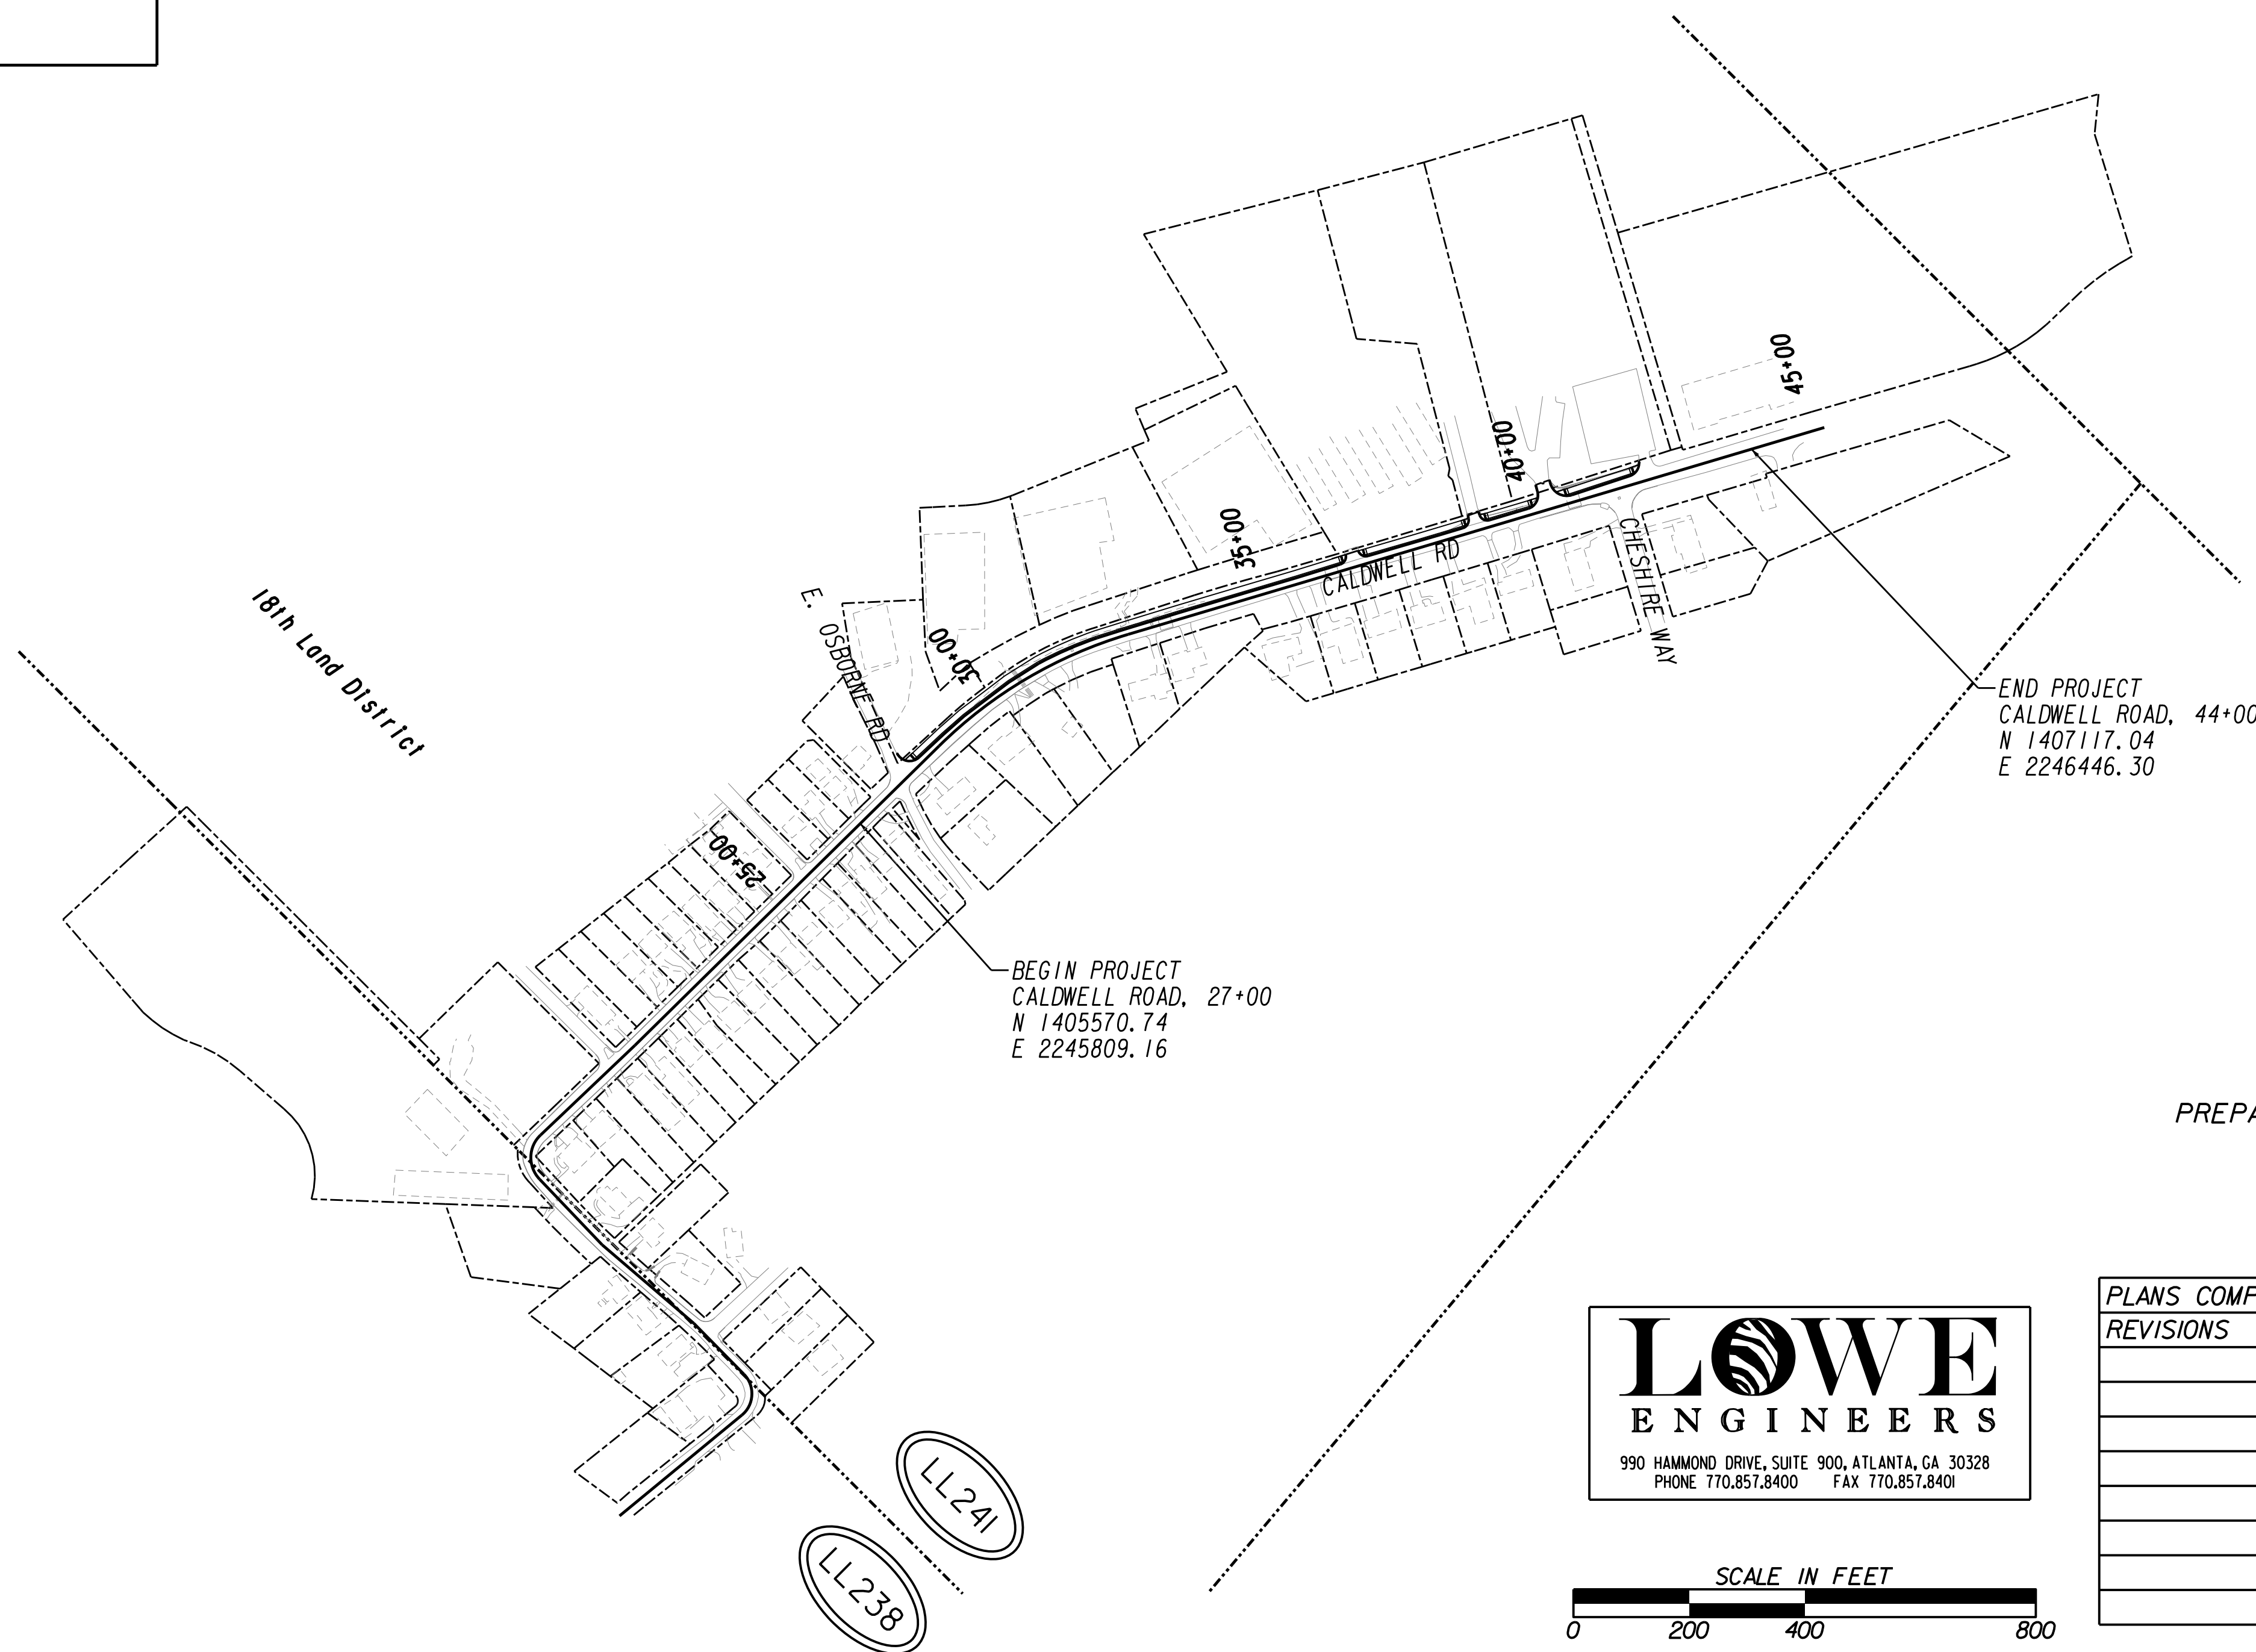 45+00
40+00
35+00
CALDWELL RD
CHESHIRE WAY
E. OSBORNE RD
30+00
18th Land District
25+00
END PROJECT
CALDWELL ROAD, 44+00
N 1407117.04
E 2246446.30
BEGIN PROJECT
CALDWELL ROAD, 27+00
N 1405570.74
E 2245809.16
LOWE
ENGINEERS
990 HAMMOND DRIVE, SUITE 900, ATLANTA, GA 30328
PHONE 770.857.8400 FAX 770.857.8401
PLANS
REVISIONS
LL241
LL238
SCALE IN FEET
0 200 400 800